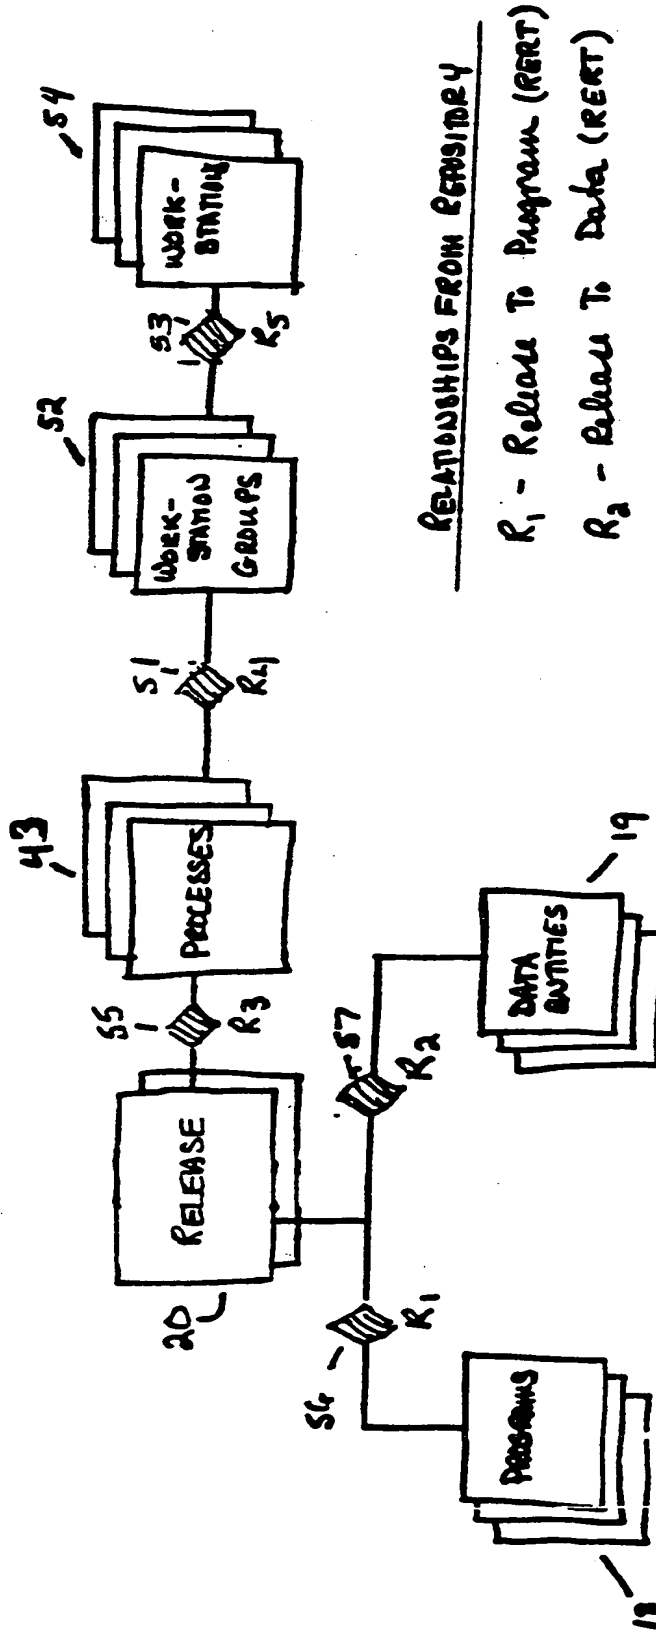 20
RELEASE
55
R3
43
PROCESSES
51
R4
52
WORK-
STATION
GROUPS
53
R5
54
WORK-
STATION
56
R1
57
R2
18
PROGRAMS
DATA
ENTITIES
19
RELATIONSHIPS FROM REPOSITORY
R1 - Release To Program (RERT)
R2 - Release To Data (RERT)